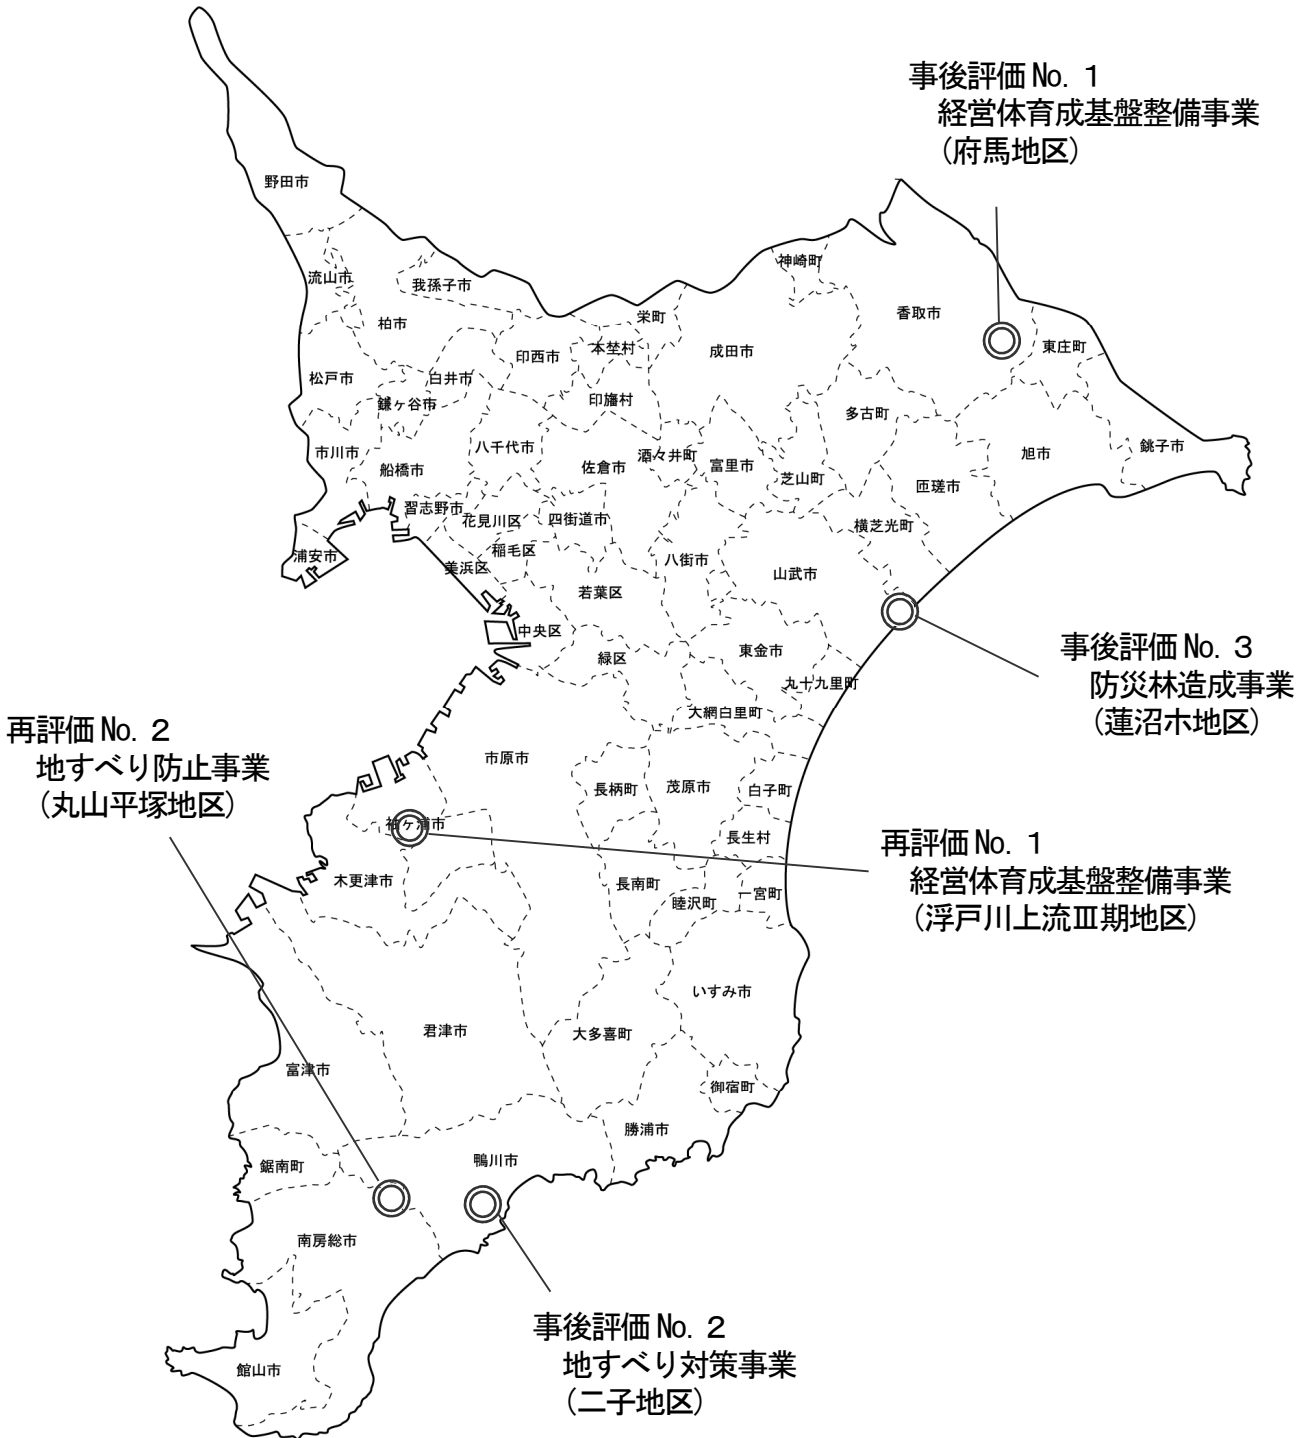 事後評価 No. 1
経営体育成基盤整備事業
(府馬地区)
野田市
神崎町
流山市
我孫子市
香取市
栄町
柏市
本埜村
成田市
東庄町
印西市
松戸市
白井市
鎌ヶ谷市
印旛村
多古町
市川市
八千代市
銚子市
船橋市
佐倉市
酒々井町
富里市
芝山町
旭市
匝瑳市
習志野市
花見川区
四街道市
横芝光町
浦安市
稲毛区
美浜区
八街市
山武市
若葉区
中央区
緑区
東金市
事後評価 No. 3
防災林造成事業
(蓮沼ホ地区)
九十九里町
大網白里町
再評価 No. 2
地すべり防止事業
(丸山平塚地区)
市原市
長柄町
茂原市
白子町
袖ヶ浦市
長生村
再評価 No. 1
経営体育成基盤整備事業
(浮戸川上流Ⅲ期地区)
木更津市
長南町
睦沢町
一宮町
いすみ市
君津市
大多喜町
富津市
御宿町
勝浦市
鋸南町
鴨川市
南房総市
館山市
事後評価 No. 2
地すべり対策事業
(二子地区)